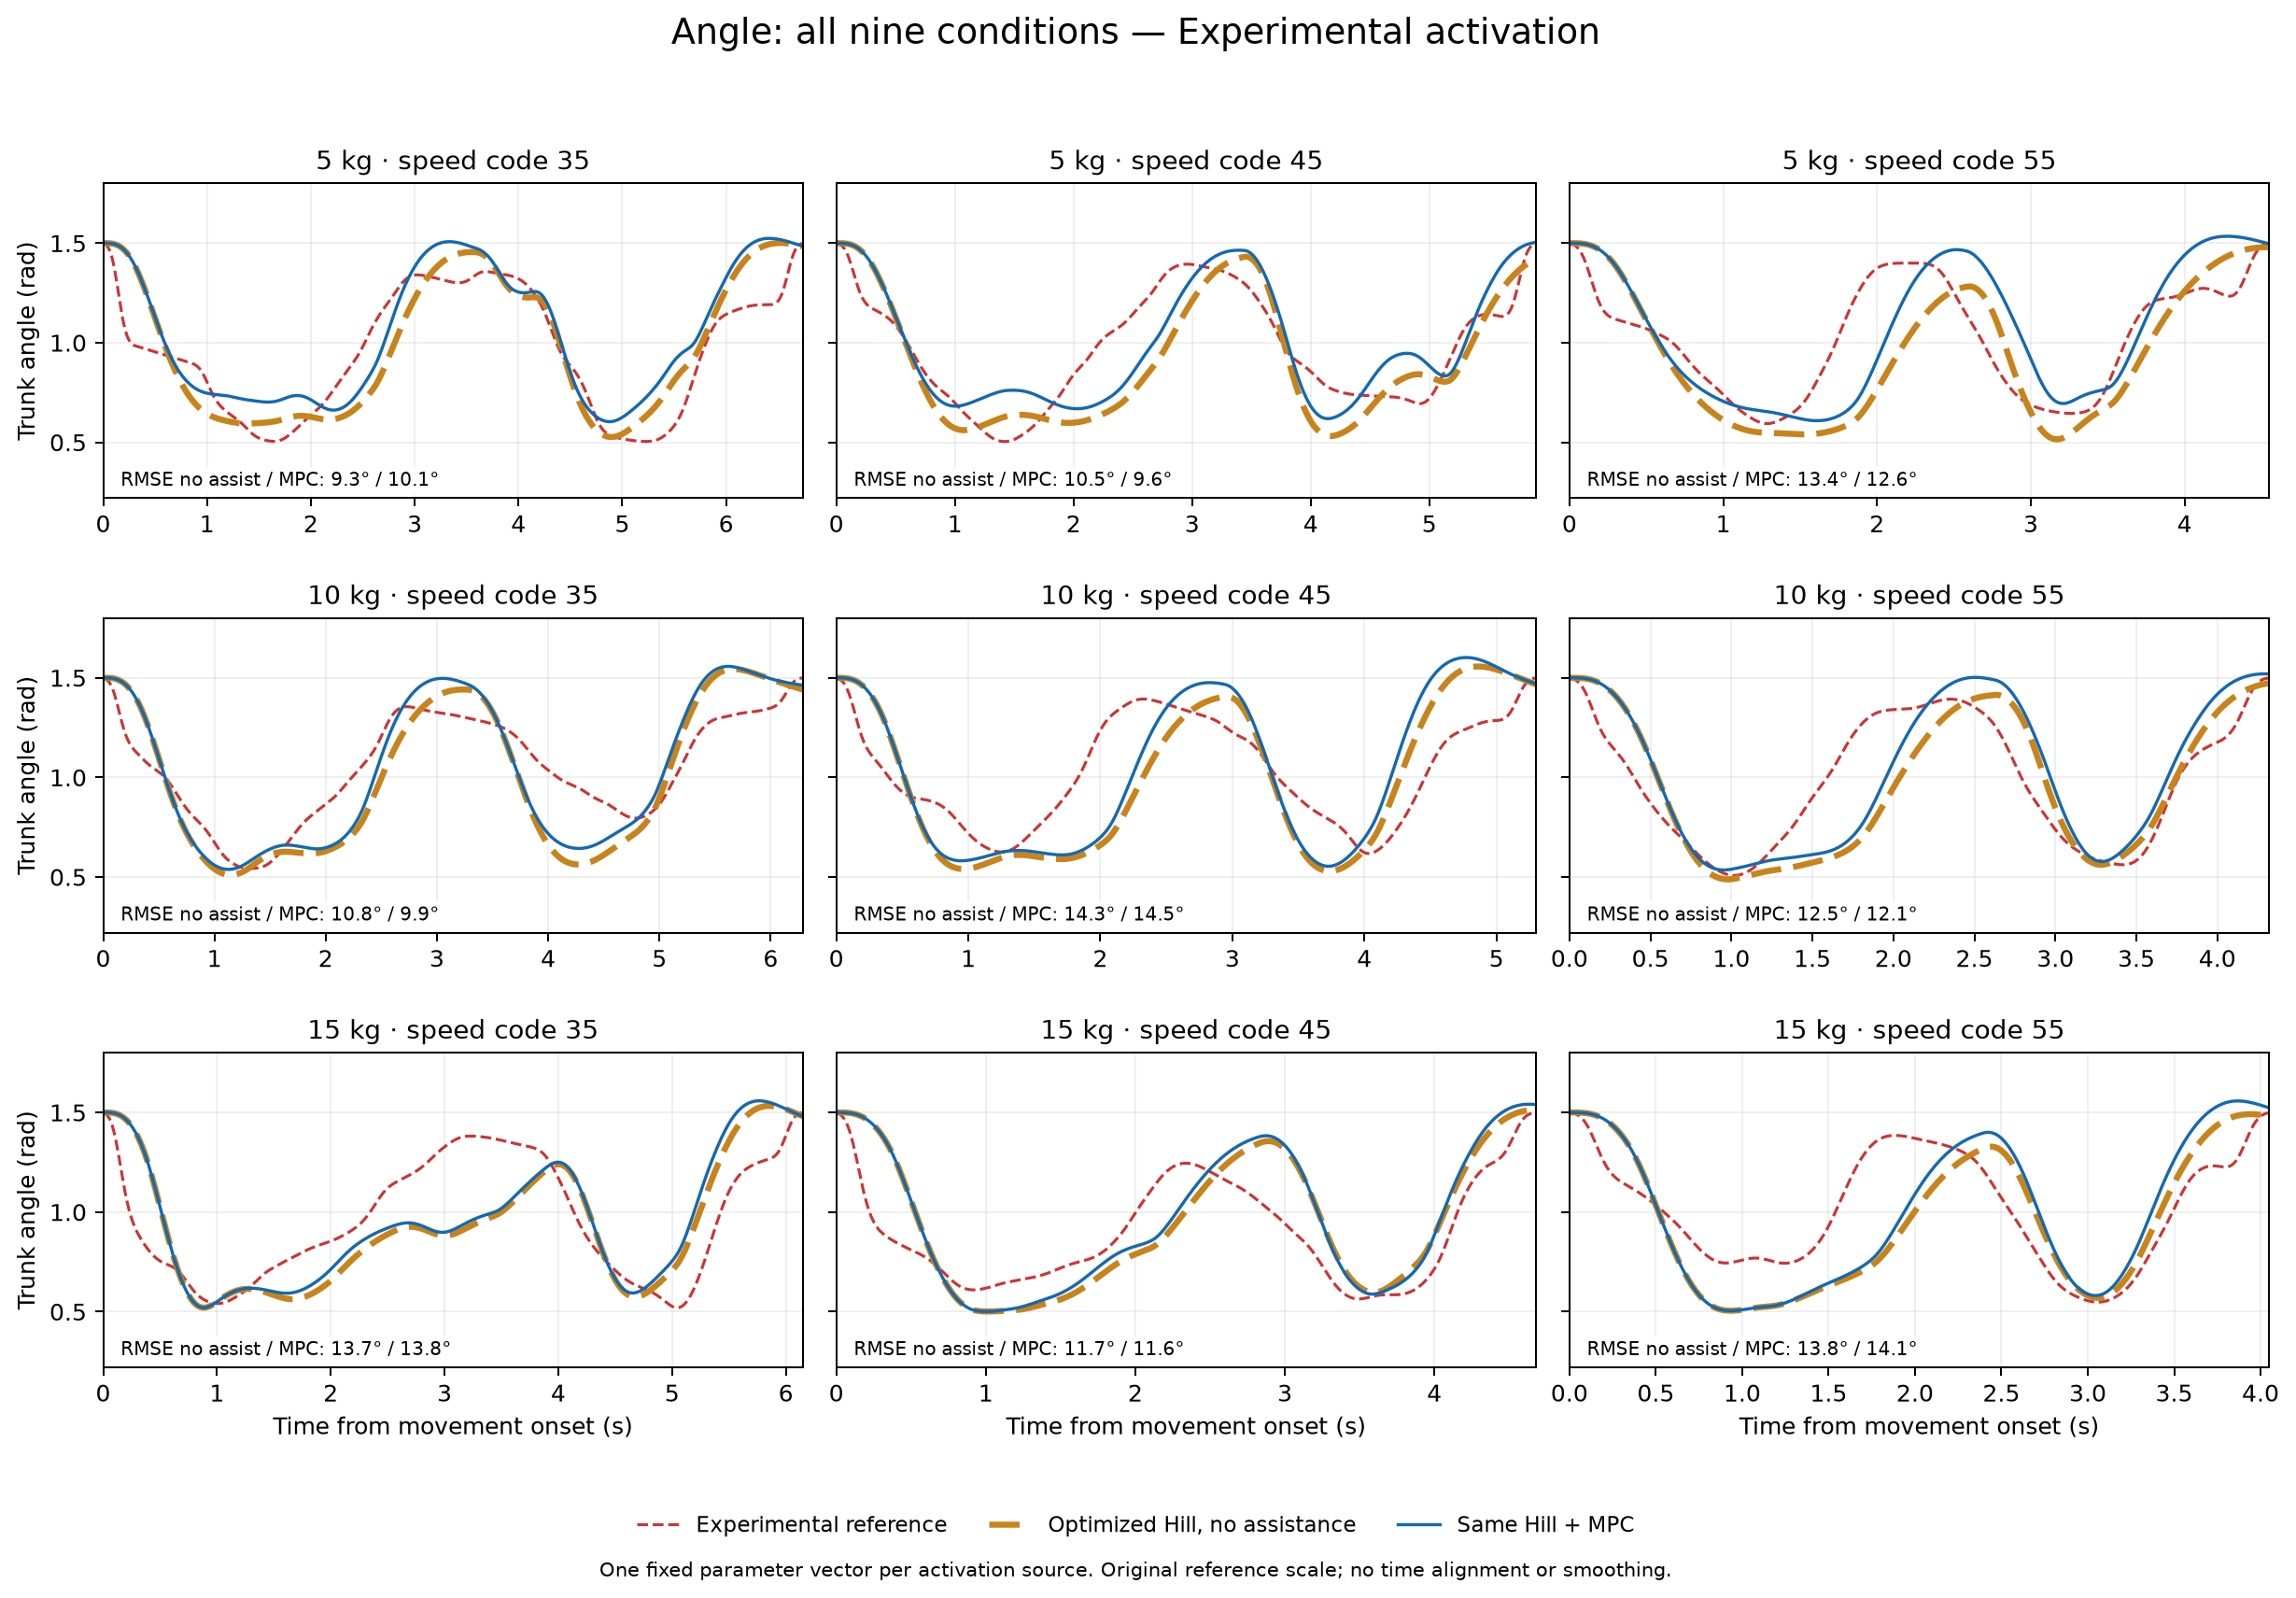 Angle: all nine conditions — Experimental activation
5 kg · speed code 35
5 kg · speed code 45
5 kg · speed code 55
Trunk angle (rad)
1.5
1.0
0.5
RMSE no assist / MPC: 9.3° / 10.1°
RMSE no assist / MPC: 10.5° / 9.6°
RMSE no assist / MPC: 13.4° / 12.6°
0 1 2 3 4 5 6
0 1 2 3 4 5
0 1 2 3 4
10 kg · speed code 35
10 kg · speed code 45
10 kg · speed code 55
Trunk angle (rad)
1.5
1.0
0.5
RMSE no assist / MPC: 10.8° / 9.9°
RMSE no assist / MPC: 14.3° / 14.5°
RMSE no assist / MPC: 12.5° / 12.1°
0 1 2 3 4 5 6
0 1 2 3 4 5
0.0 0.5 1.0 1.5 2.0 2.5 3.0 3.5 4.0
15 kg · speed code 35
15 kg · speed code 45
15 kg · speed code 55
Trunk angle (rad)
1.5
1.0
0.5
RMSE no assist / MPC: 13.7° / 13.8°
RMSE no assist / MPC: 11.7° / 11.6°
RMSE no assist / MPC: 13.8° / 14.1°
0 1 2 3 4 5 6
0 1 2 3 4
0.0 0.5 1.0 1.5 2.0 2.5 3.0 3.5 4.0
Time from movement onset (s)
Time from movement onset (s)
Time from movement onset (s)
Experimental reference
Optimized Hill, no assistance
Same Hill + MPC
One fixed parameter vector per activation source. Original reference scale; no time alignment or smoothing.